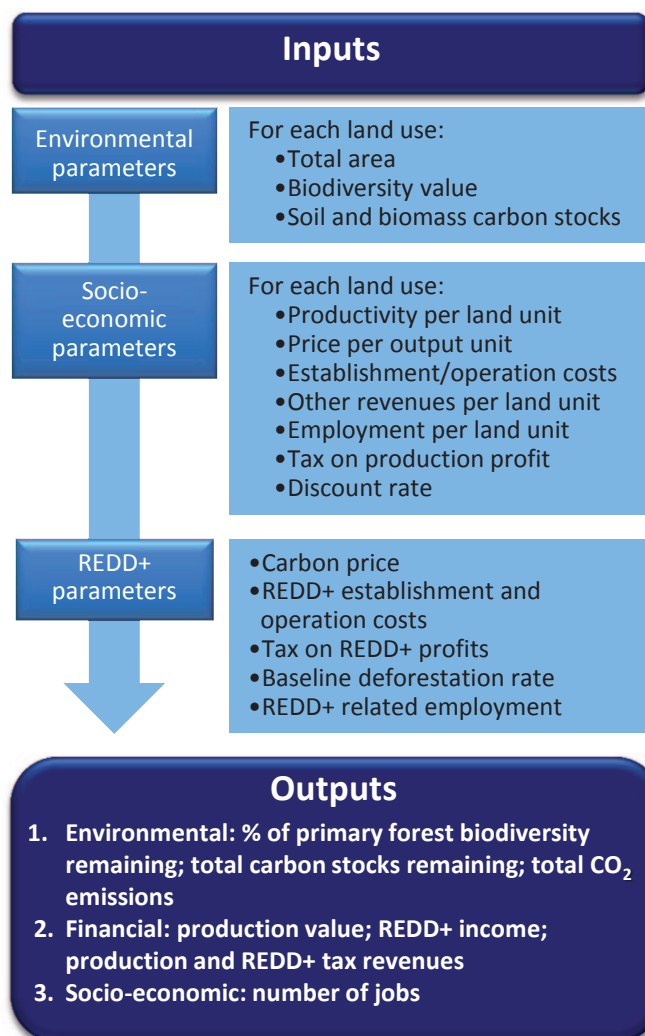 Inputs
Environmental
parameters
For each land use:
•Total area
•Biodiversity value
•Soil and biomass carbon stocks
Socio-
economic
parameters
For each land use:
•Productivity per land unit
•Price per output unit
•Establishment/operation costs
•Other revenues per land unit
•Employment per land unit
•Tax on production profit
•Discount rate
REDD+
parameters
•Carbon price
•REDD+ establishment and
operation costs
•Tax on REDD+ profits
•Baseline deforestation rate
•REDD+ related employment
Outputs
1. Environmental: % of primary forest biodiversity
remaining; total carbon stocks remaining; total CO₂
emissions
2. Financial: production value; REDD+ income;
production and REDD+ tax revenues
3. Socio-economic: number of jobs